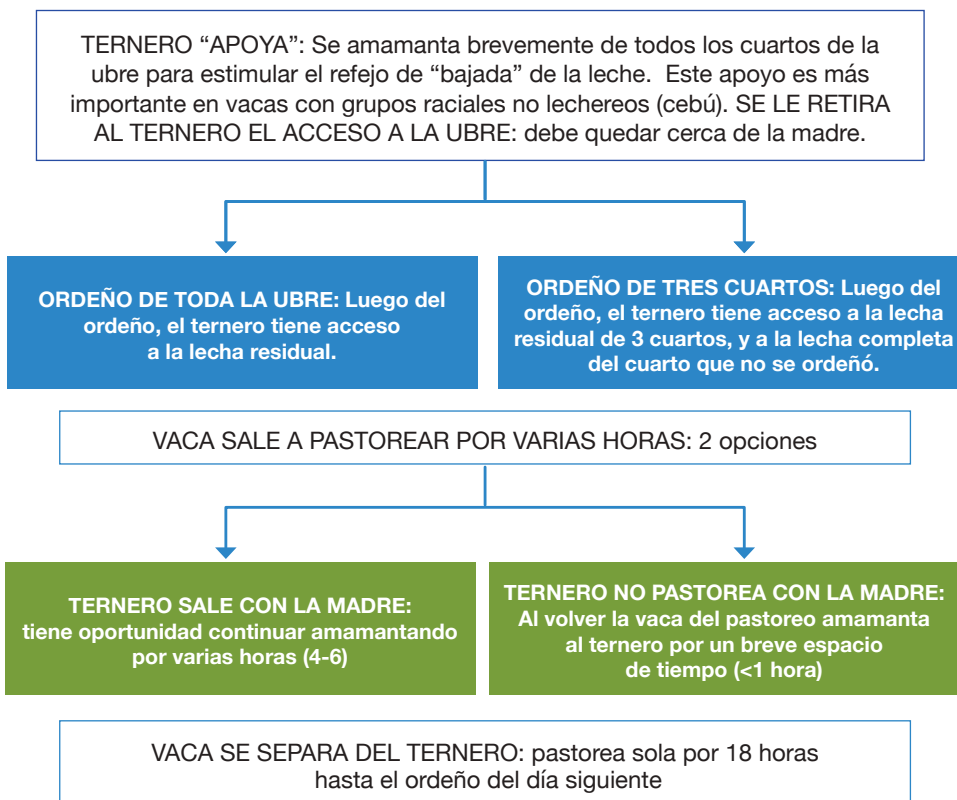 TERNERO “APOYA”: Se amamanta brevemente de todos los cuartos de la
ubre para estimular el refejo de “bajada” de la leche.  Este apoyo es más
importante en vacas con grupos raciales no lechereos (cebú). SE LE RETIRA
AL TERNERO EL ACCESO A LA UBRE: debe quedar cerca de la madre.
ORDEÑO DE TODA LA UBRE: Luego del
ordeño, el ternero tiene acceso
a la lecha residual.
ORDEÑO DE TRES CUARTOS: Luego del
ordeño, el ternero tiene acceso a la lecha
residual de 3 cuartos, y a la lecha completa
del cuarto que no se ordeñó.
VACA SALE A PASTOREAR POR VARIAS HORAS: 2 opciones
TERNERO SALE CON LA MADRE:
tiene oportunidad continuar amamantando
por varias horas (4-6)
TERNERO NO PASTOREA CON LA MADRE:
Al volver la vaca del pastoreo amamanta
al ternero por un breve espacio
de tiempo (<1 hora)
VACA SE SEPARA DEL TERNERO: pastorea sola por 18 horas
hasta el ordeño del día siguiente